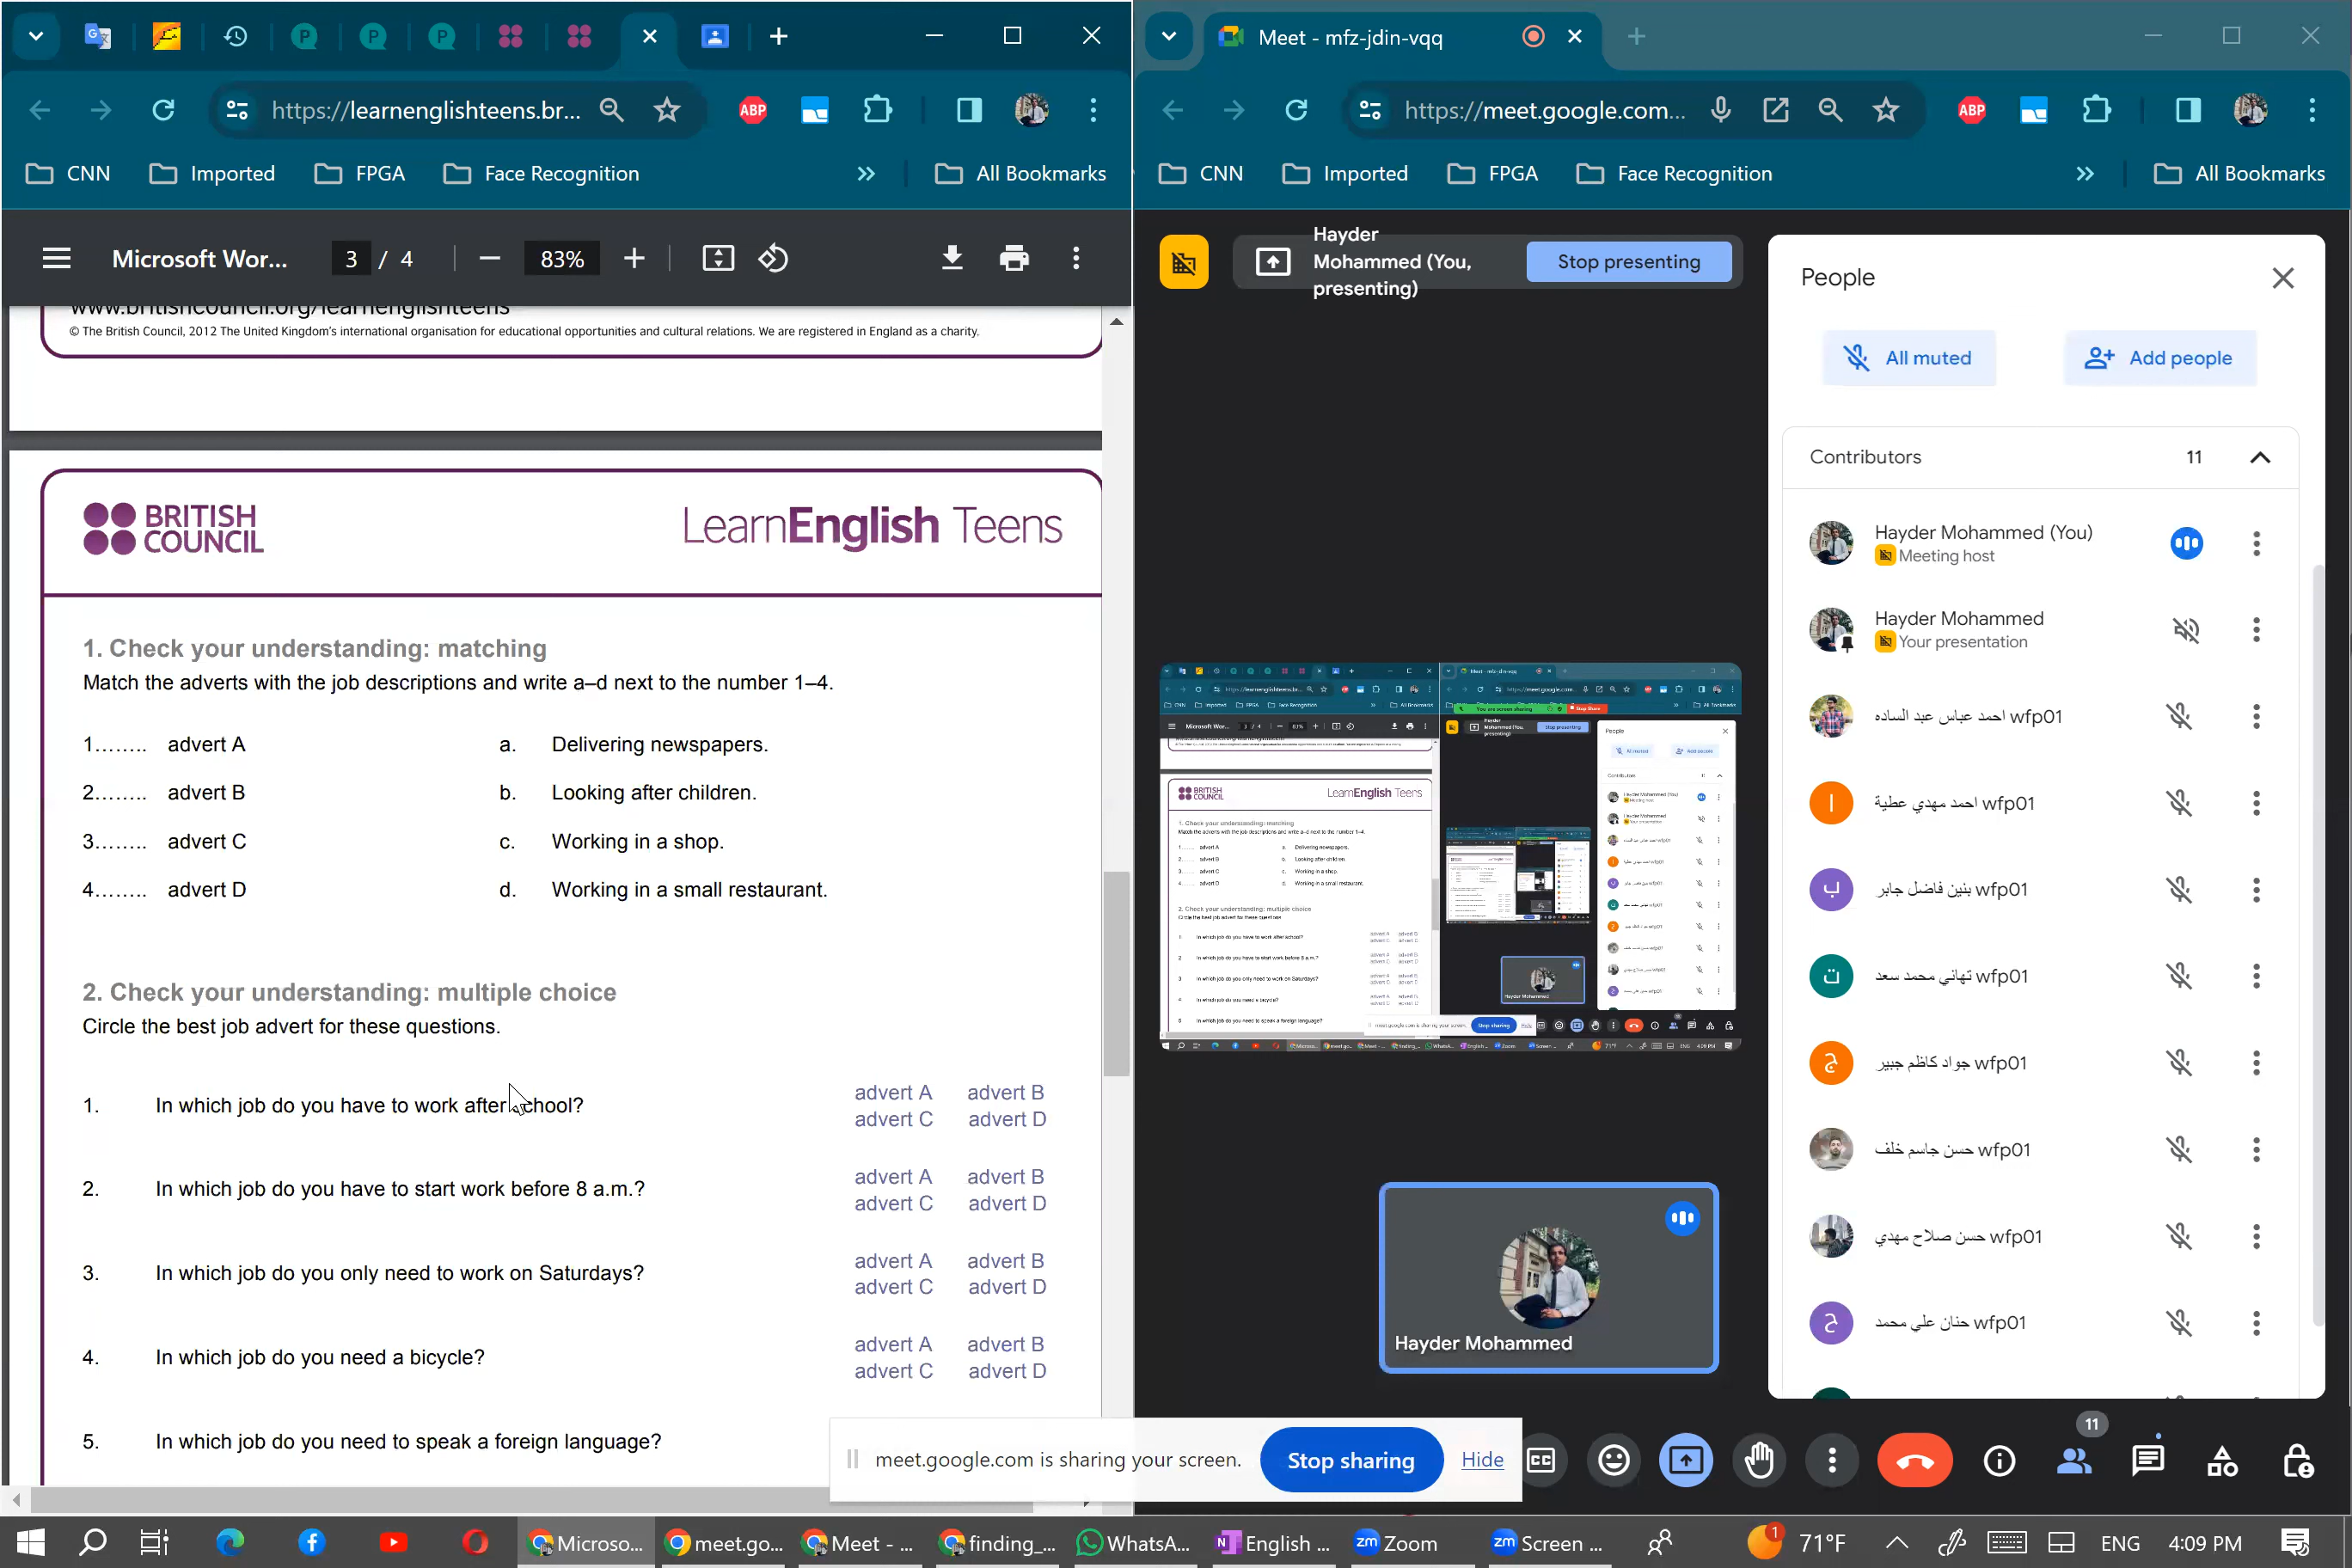 https://learnenglishteens.br...
CNN
Imported
FPGA
Face Recognition
All Bookmarks
Microsoft Wor...
3 / 4
83%
www.britishcouncil.org/learnenglishteens
© The British Council, 2012 The United Kingdom's international organisation for educational opportunities and cultural relations. We are registered in England as a charity.
BRITISH
COUNCIL
LearnEnglish Teens
1. Check your understanding: matching
Match the adverts with the job descriptions and write a–d next to the number 1–4.
1........ advert A a. Delivering newspapers.
2........ advert B b. Looking after children.
3........ advert C c. Working in a shop.
4........ advert D d. Working in a small restaurant.
2. Check your understanding: multiple choice
Circle the best job advert for these questions.
1. In which job do you have to work after school?
advert A advert B
advert C advert D
2. In which job do you have to start work before 8 a.m.?
advert A advert B
advert C advert D
3. In which job do you only need to work on Saturdays?
advert A advert B
advert C advert D
4. In which job do you need a bicycle?
advert A advert B
advert C advert D
5. In which job do you need to speak a foreign language?
Meet - mfz-jdin-vqq
https://meet.google.com...
ABP
CNN
Imported
FPGA
Face Recognition
All Bookmarks
Hayder
Mohammed (You,
presenting)
Stop presenting
People
All muted
Add people
Contributors 11
Hayder Mohammed (You)
Meeting host
Hayder Mohammed
Your presentation
احمد عباس عبد الساده wfp01
احمد مهدي عطية wfp01
بنين فاضل جابر wfp01
تهاني محمد سعد wfp01
جواد كاظم جبير wfp01
حسن جاسم خلف wfp01
حسن صلاح مهدي wfp01
حنان علي محمد wfp01
Hayder Mohammed
11
meet.google.com is sharing your screen.
Stop sharing
Hide
Microso...
meet.go...
Meet - ...
finding_...
WhatsA...
English ...
Zoom
Screen ...
71°F
ENG
4:09 PM